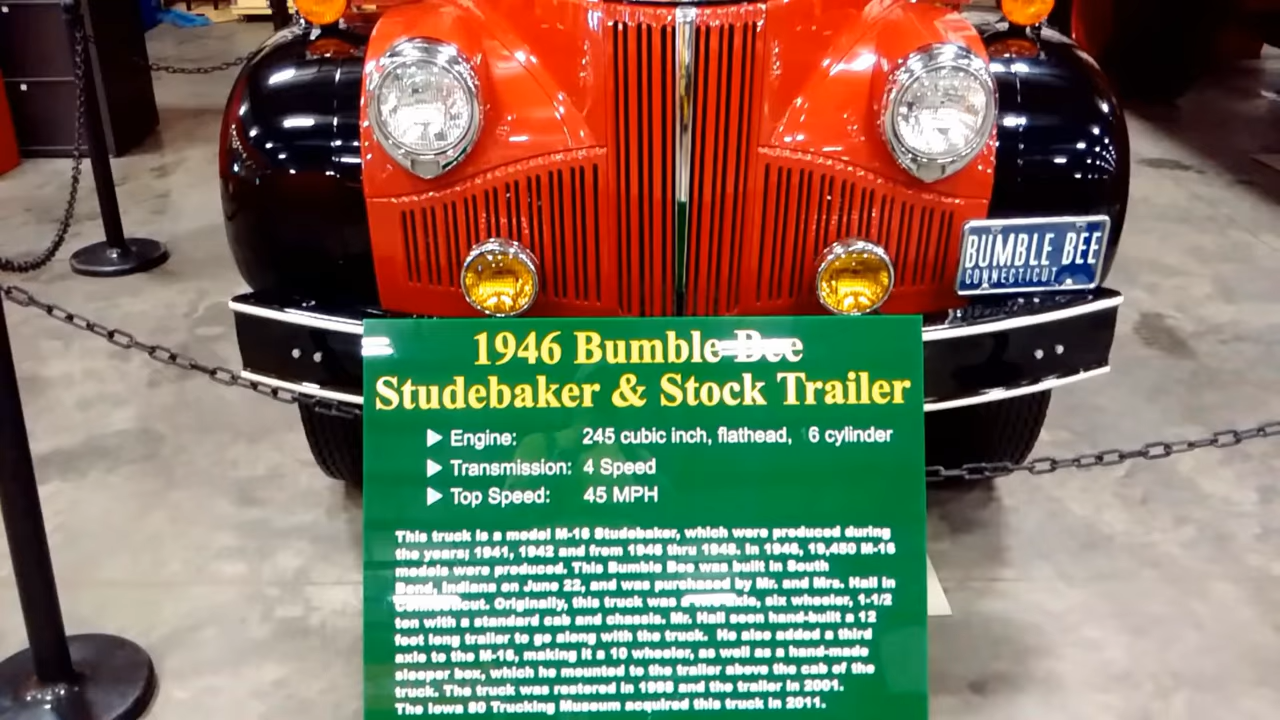 BUMBLE BEE
CONNECTICUT
1946 Bumble Bee
Studebaker & Stock Trailer
Engine: 245 cubic inch, flathead, 6 cylinder
Transmission: 4 Speed
Top Speed: 45 MPH
This truck is a model M-16 Studebaker, which were produced during
the years; 1941, 1942 and from 1946 thru 1948. In 1946, 19,450 M-16
models were produced. This Bumble Bee was built in South
Bend, Indiana on June 22, and was purchased by Mr. and Mrs. Hall in
Connecticut. Originally, this truck was a two-axle, six wheeler, 1-1/2
ton with a standard cab and chassis. Mr. Hall soon hand-built a 12
foot long trailer to go along with the truck. He also added a third
axle to the M-16, making it a 10 wheeler, as well as a hand-made
sleeper box, which he mounted to the trailer above the cab of the
truck. The truck was restored in 1998 and the trailer in 2001.
The Iowa 80 Trucking Museum acquired this truck in 2011.